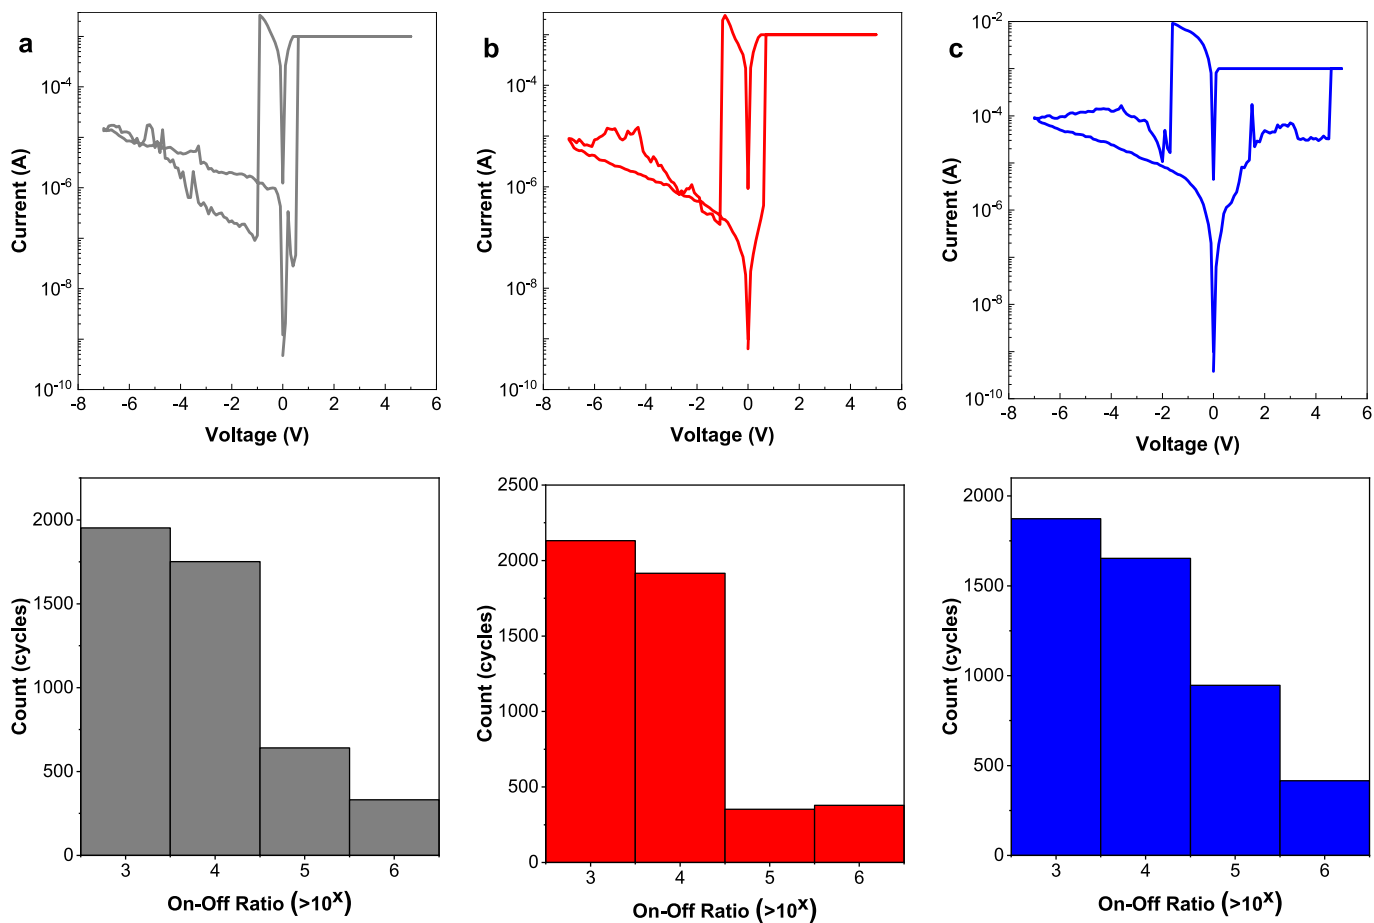 a
10⁻⁴
10⁻⁶
10⁻⁸
10⁻¹⁰
Current (A)
-8 -6 -4 -2 0 2 4 6
Voltage (V)
b
10⁻⁴
10⁻⁶
10⁻⁸
10⁻¹⁰
Current (A)
-8 -6 -4 -2 0 2 4 6
Voltage (V)
c
10⁻²
10⁻⁴
10⁻⁶
10⁻⁸
10⁻¹⁰
Current (A)
-8 -6 -4 -2 0 2 4 6
Voltage (V)
2000
1500
1000
500
0
Count (cycles)
3 4 5 6
On-Off Ratio (>10ˣ)
2500
2000
1500
1000
500
0
Count (cycles)
3 4 5 6
On-Off Ratio (>10ˣ)
2000
1500
1000
500
0
Count (cycles)
3 4 5 6
On-Off Ratio (>10ˣ)